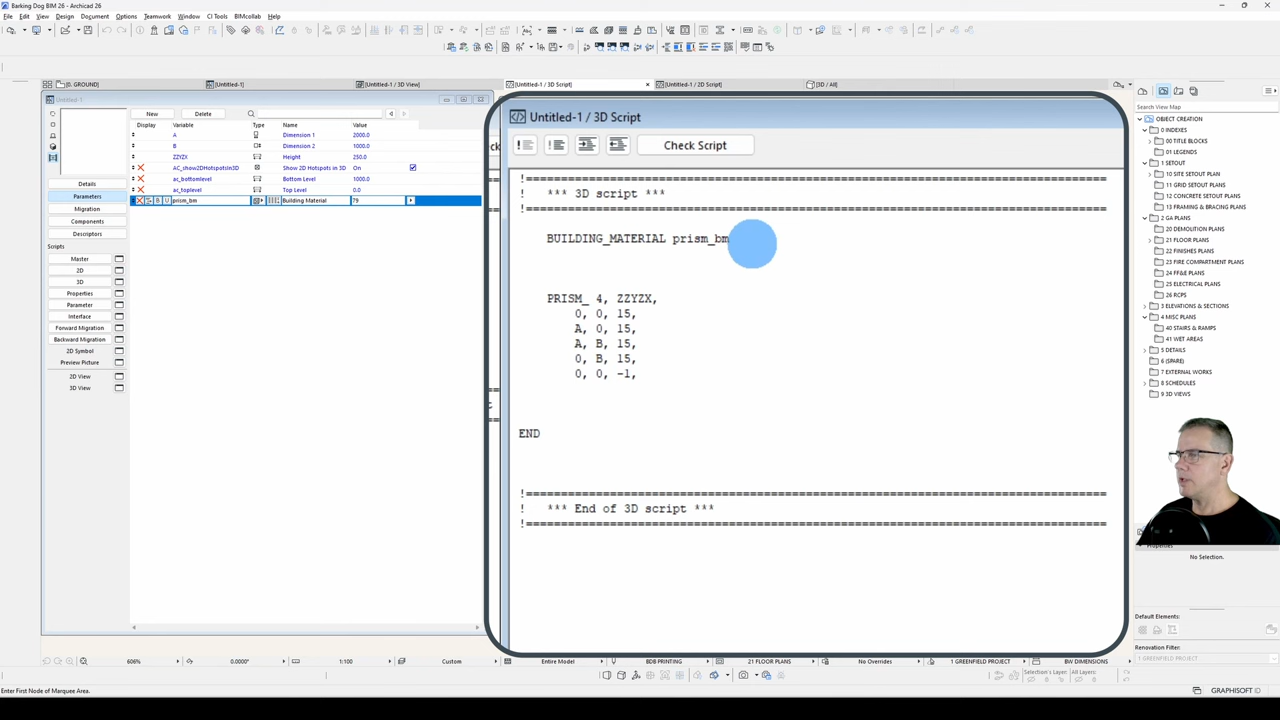 Barking Dog BIM 26 - Archicad 26
File Edit View Design Document Options Teamwork Window CI Tools BIMcollab Help
[0. GROUND]
[Untitled-1]
[Untitled-1 / 3D View]
[Untitled-1 / 3D Script]
[Untitled-1 / 2D Script]
[3D / All]
Untitled-1
New
Delete
Display Variable Type Name Value
A Dimension 1 2000.0
B Dimension 2 1000.0
ZZYZX Height 250.0
AC_show2DHotspotsIn3D Show 2D Hotspots in 3D On
ac_bottomlevel Bottom Level 1000.0
ac_toplevel Top Level 0.0
prism_bm Building Material 79
Details
Parameters
Migration
Components
Descriptors
Scripts
Master
2D
3D
Properties
Parameter
Interface
Forward Migration
Backward Migration
2D Symbol
Preview Picture
2D View
3D View
Untitled-1 / 3D Script
Check Script
!=====================================================================================
! *** 3D script ***
!=====================================================================================
BUILDING_MATERIAL prism_bm
PRISM_ 4, ZZYZX,
0, 0, 15,
A, 0, 15,
A, B, 15,
0, B, 15,
0, 0, -1,
END
!=====================================================================================
! *** End of 3D script ***
!=====================================================================================
Search View Map
OBJECT CREATION
0 INDEXES
00 TITLE BLOCKS
01 LEGENDS
1 SETOUT
10 SITE SETOUT PLAN
11 GRID SETOUT PLANS
12 CONCRETE SETOUT PLANS
13 FRAMING & BRACING PLANS
2 GA PLANS
20 DEMOLITION PLANS
21 FLOOR PLANS
22 FINISHES PLANS
23 FIRE COMPARTMENT PLANS
24 FF&E PLANS
25 ELECTRICAL PLANS
26 RCPS
3 ELEVATIONS & SECTIONS
4 MISC PLANS
40 STAIRS & RAMPS
41 WET AREAS
5 DETAILS
6 (SPARE)
7 EXTERNAL WORKS
8 SCHEDULES
9 3D VIEWS
Properties
No Selection.
Default Elements:
Renovation Filter:
1 GREENFIELD PROJECT
606%
0.0000°
1:100
Custom
Entire Model
BDB PRINTING
21 FLOOR PLANS
No Overrides
1 GREENFIELD PROJECT
BW DIMENSIONS
Selection's Layer:
All Layers:
Enter First Node of Marquee Area.
GRAPHISOFT ID